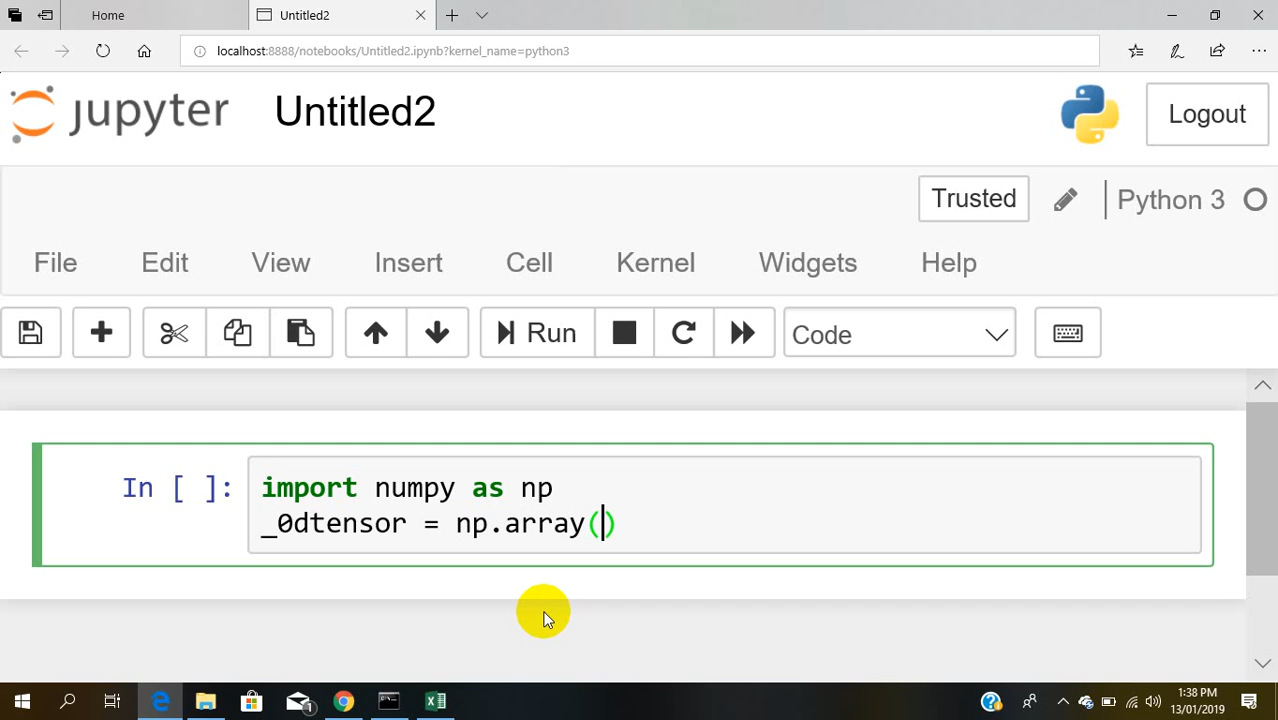 Home
Untitled2
localhost:8888/notebooks/Untitled2.ipynb?kernel_name=python3
jupyter Untitled2
Logout
Trusted
Python 3
File Edit View Insert Cell Kernel Widgets Help
Run
Code
In [ ]:
import numpy as np
_0dtensor = np.array()
1
1:38 PM
13/01/2019